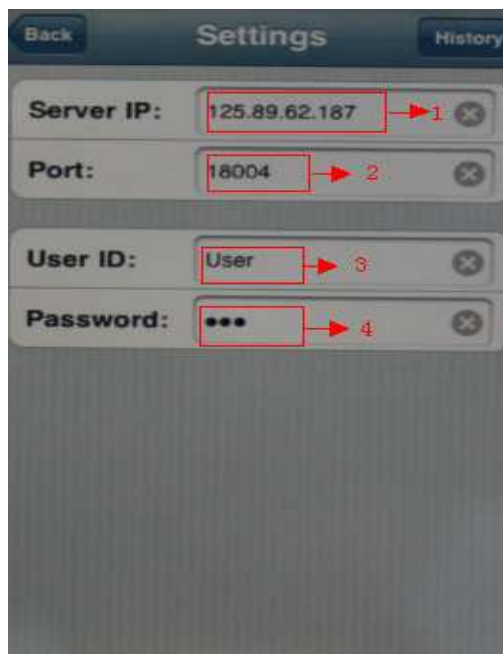 Back Settings History
Server IP: 125.89.62.187 1
Port: 18004 2
User ID: User 3
Password: ●●● 4